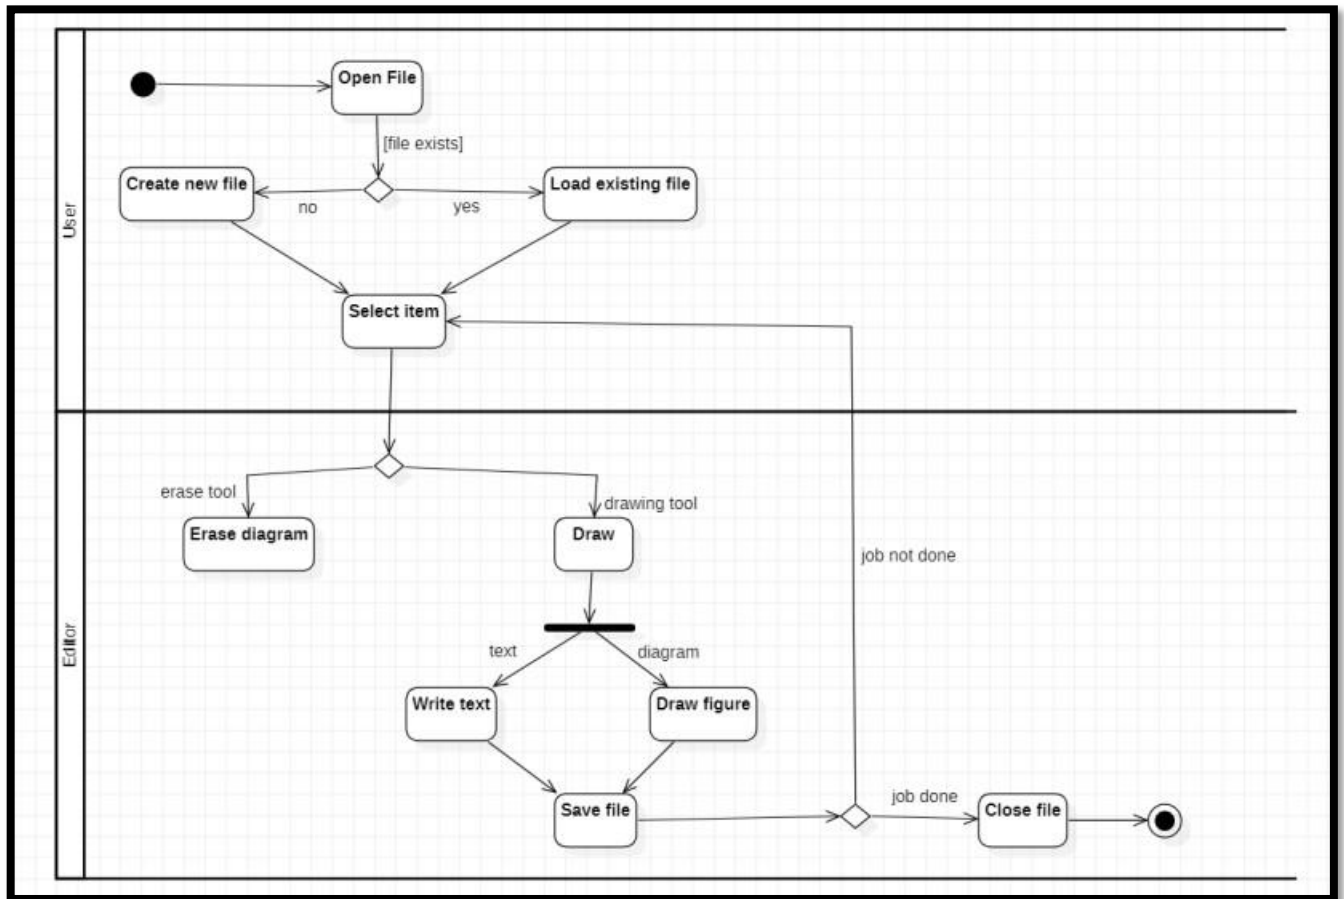 Open File
[file exists]
Create new file
no
yes
Load existing file
User
Select item
erase tool
Erase diagram
drawing tool
Draw
job not done
Editor
text
diagram
Write text
Draw figure
Save file
job done
Close file